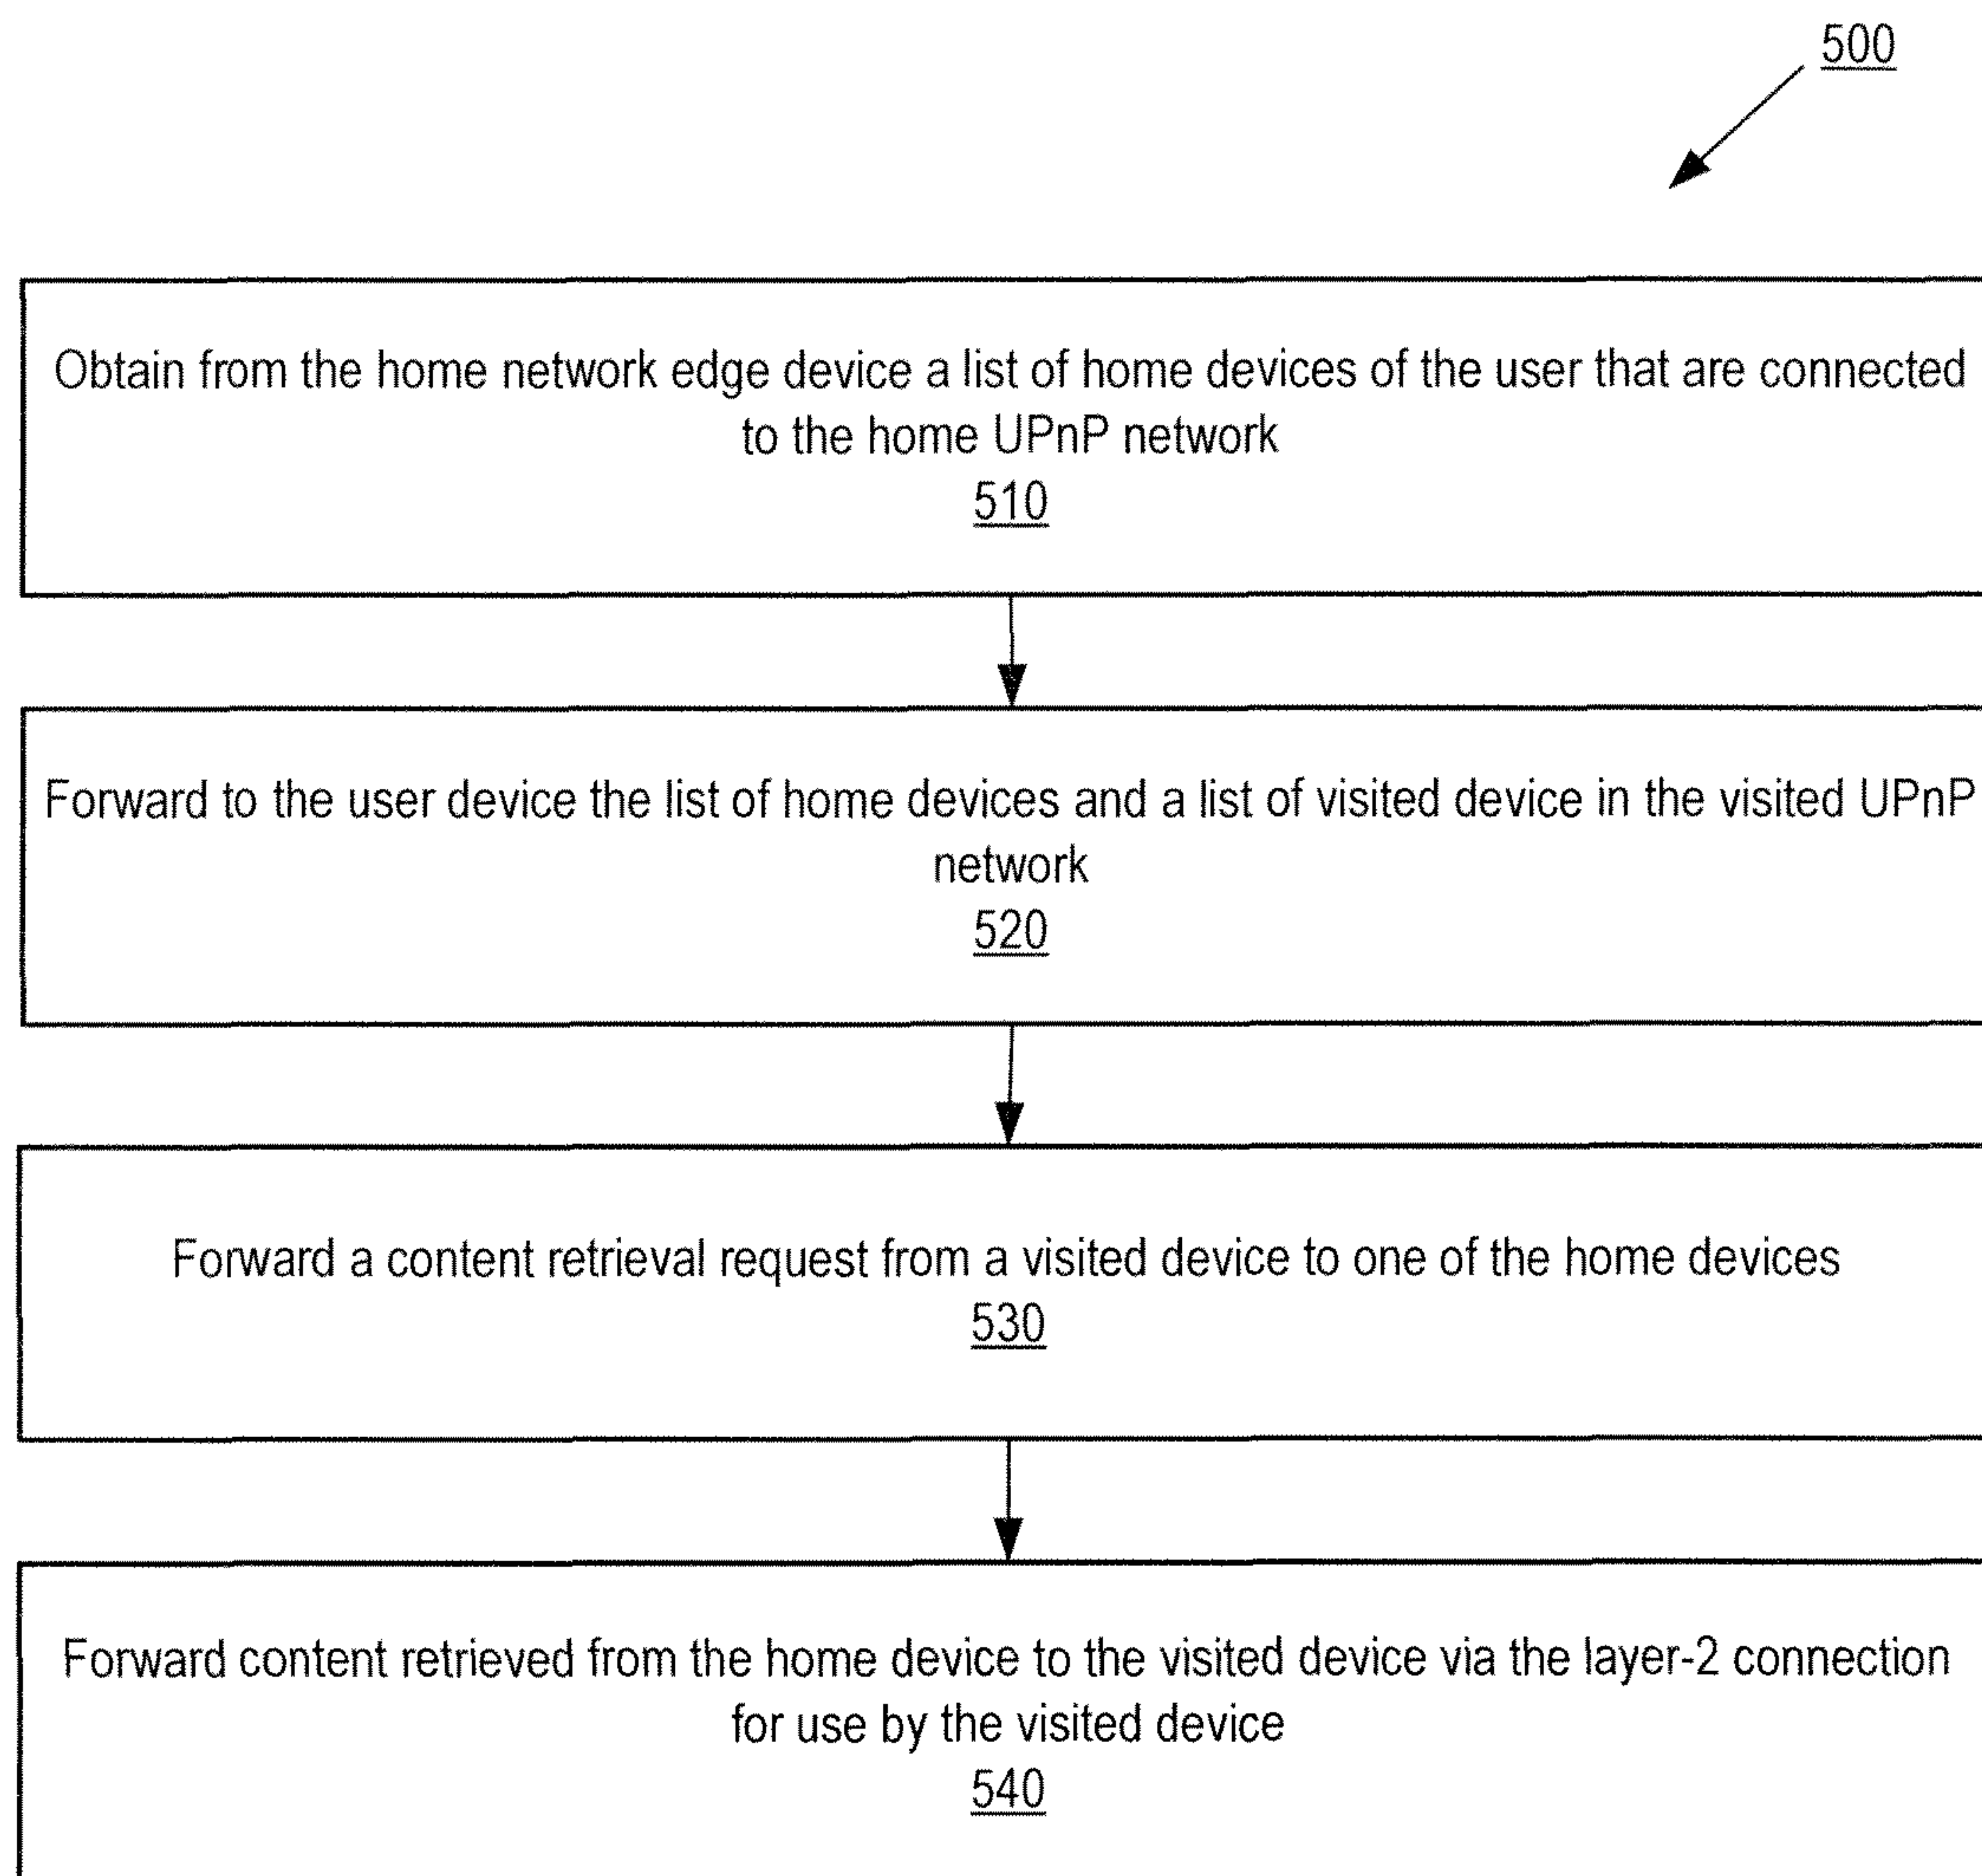 500
Obtain from the home network edge device a list of home devices of the user that are connected
to the home UPnP network
510
Forward to the user device the list of home devices and a list of visited device in the visited UPnP
network
520
Forward a content retrieval request from a visited device to one of the home devices
530
Forward content retrieved from the home device to the visited device via the layer-2 connection
for use by the visited device
540